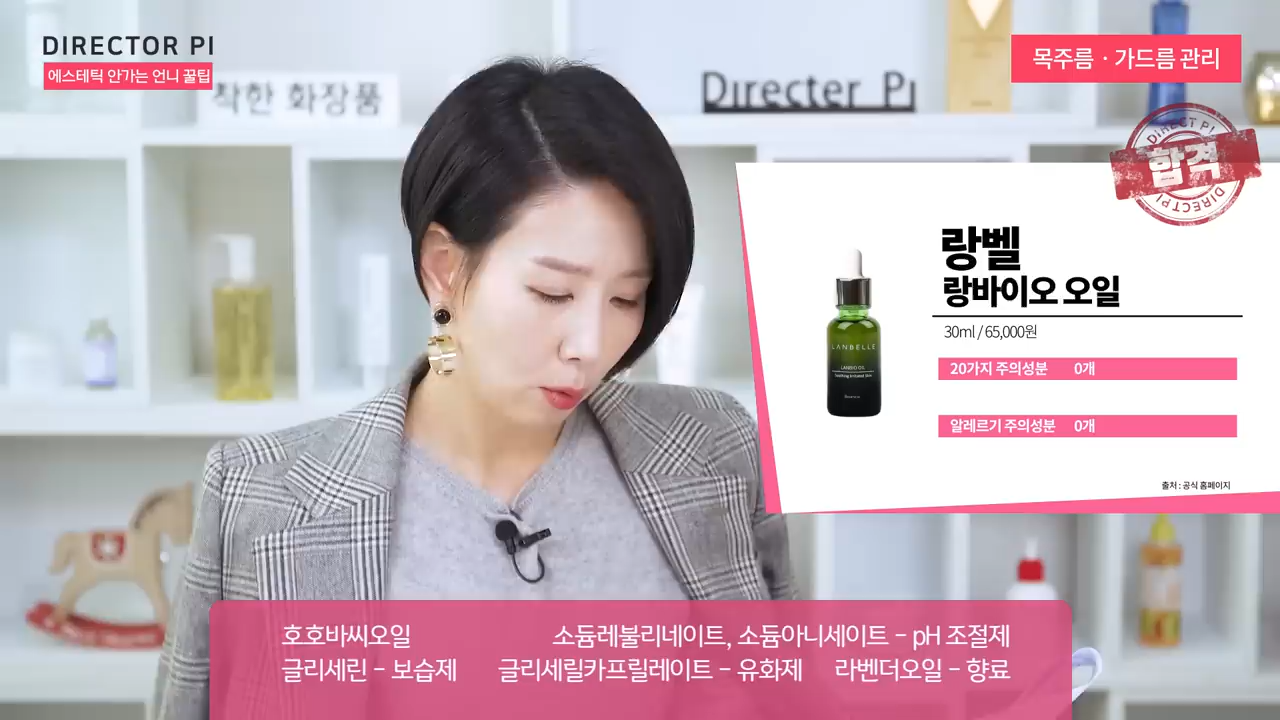 DIRECTOR PI
에스테틱 안가는 언니 꿀팁
착한 화장품
Directer Pi
목주름 · 가드름 관리
DIRECT PI
합격
DIRECTPI
랑벨
랑바이오 오일
30ml / 65,000원
20가지 주의성분 0개
알레르기 주의성분 0개
출처 : 공식 홈페이지
LANBELLE
LANBIO OIL
Soothing Irritated Skin
호호바씨오일 소듐레불리네이트, 소듐아니세이트 – pH 조절제
글리세린 – 보습제 글리세릴카프릴레이트 – 유화제 라벤더오일 – 향료